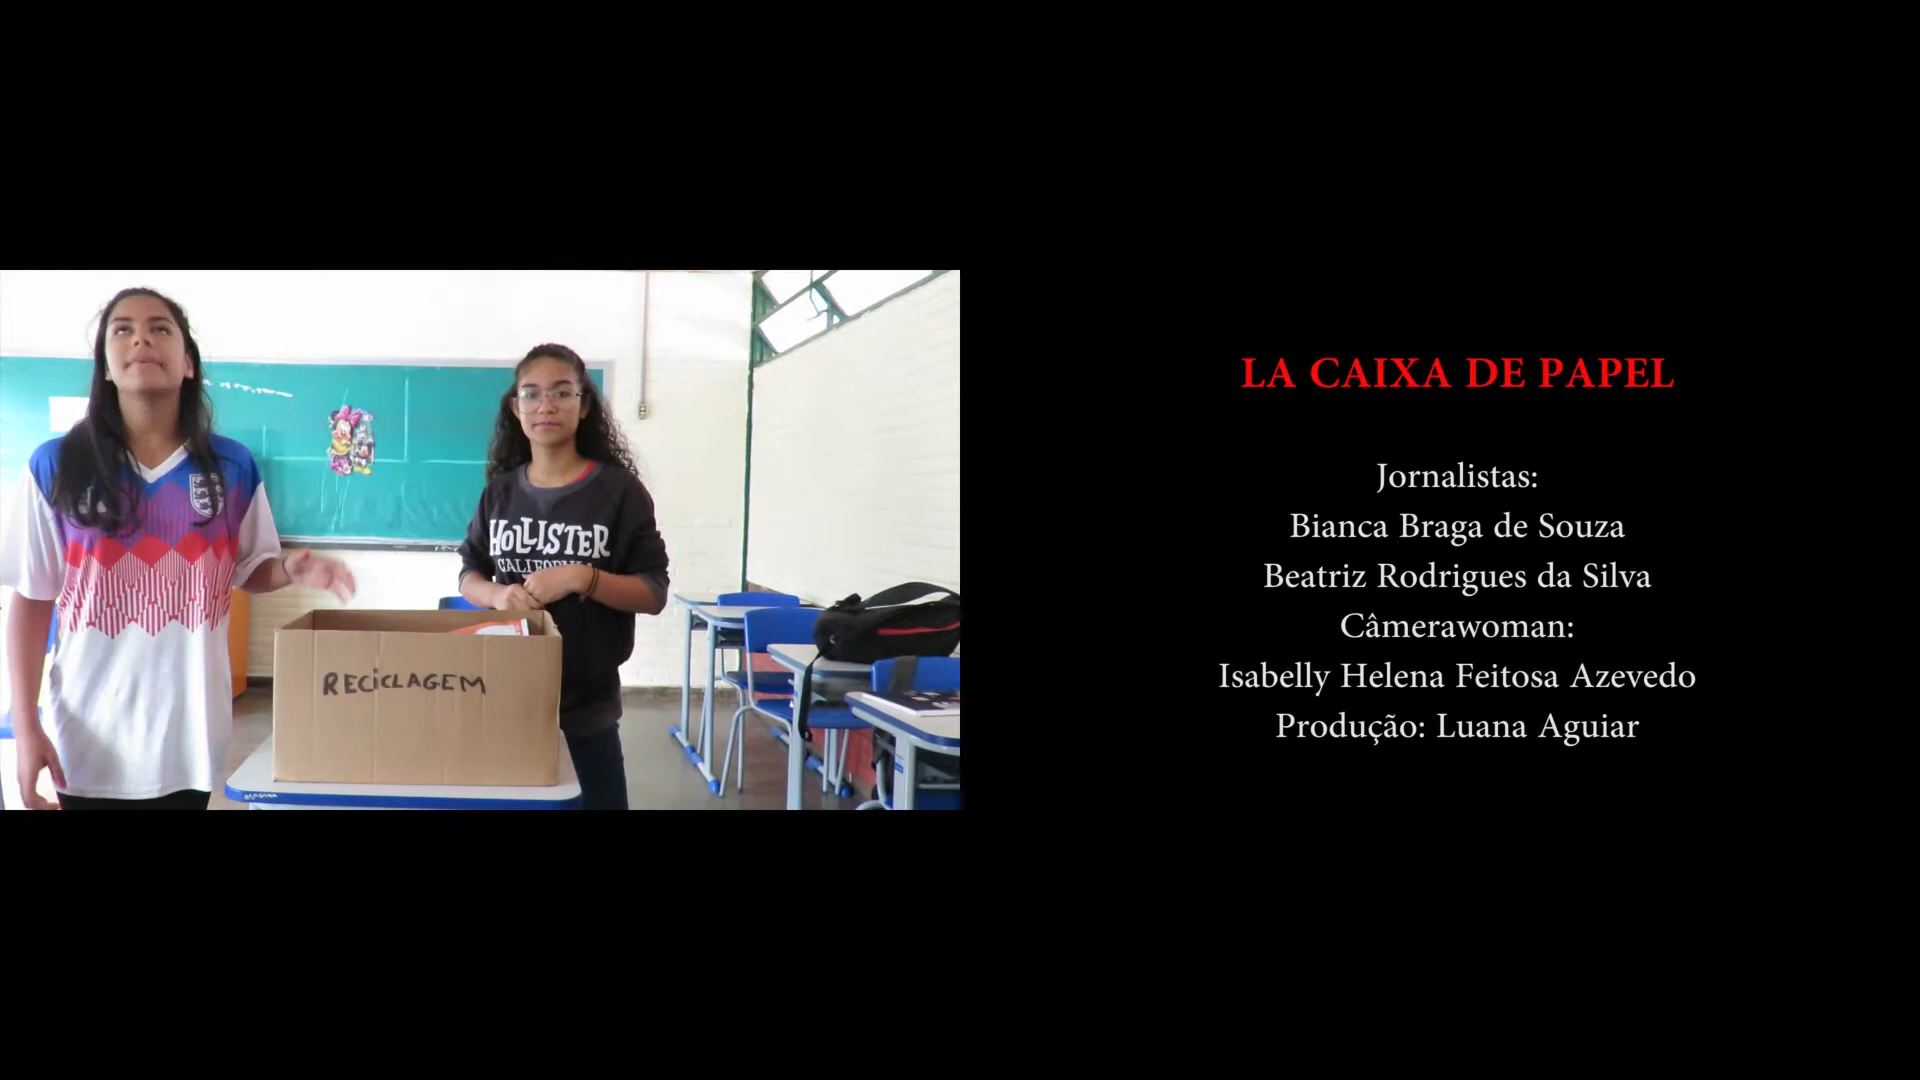 HOLLISTER
CALIFORNIA
RECICLAGEM
LA CAIXA DE PAPEL
Jornalistas:
Bianca Braga de Souza
Beatriz Rodrigues da Silva
Câmerawoman:
Isabelly Helena Feitosa Azevedo
Produção: Luana Aguiar